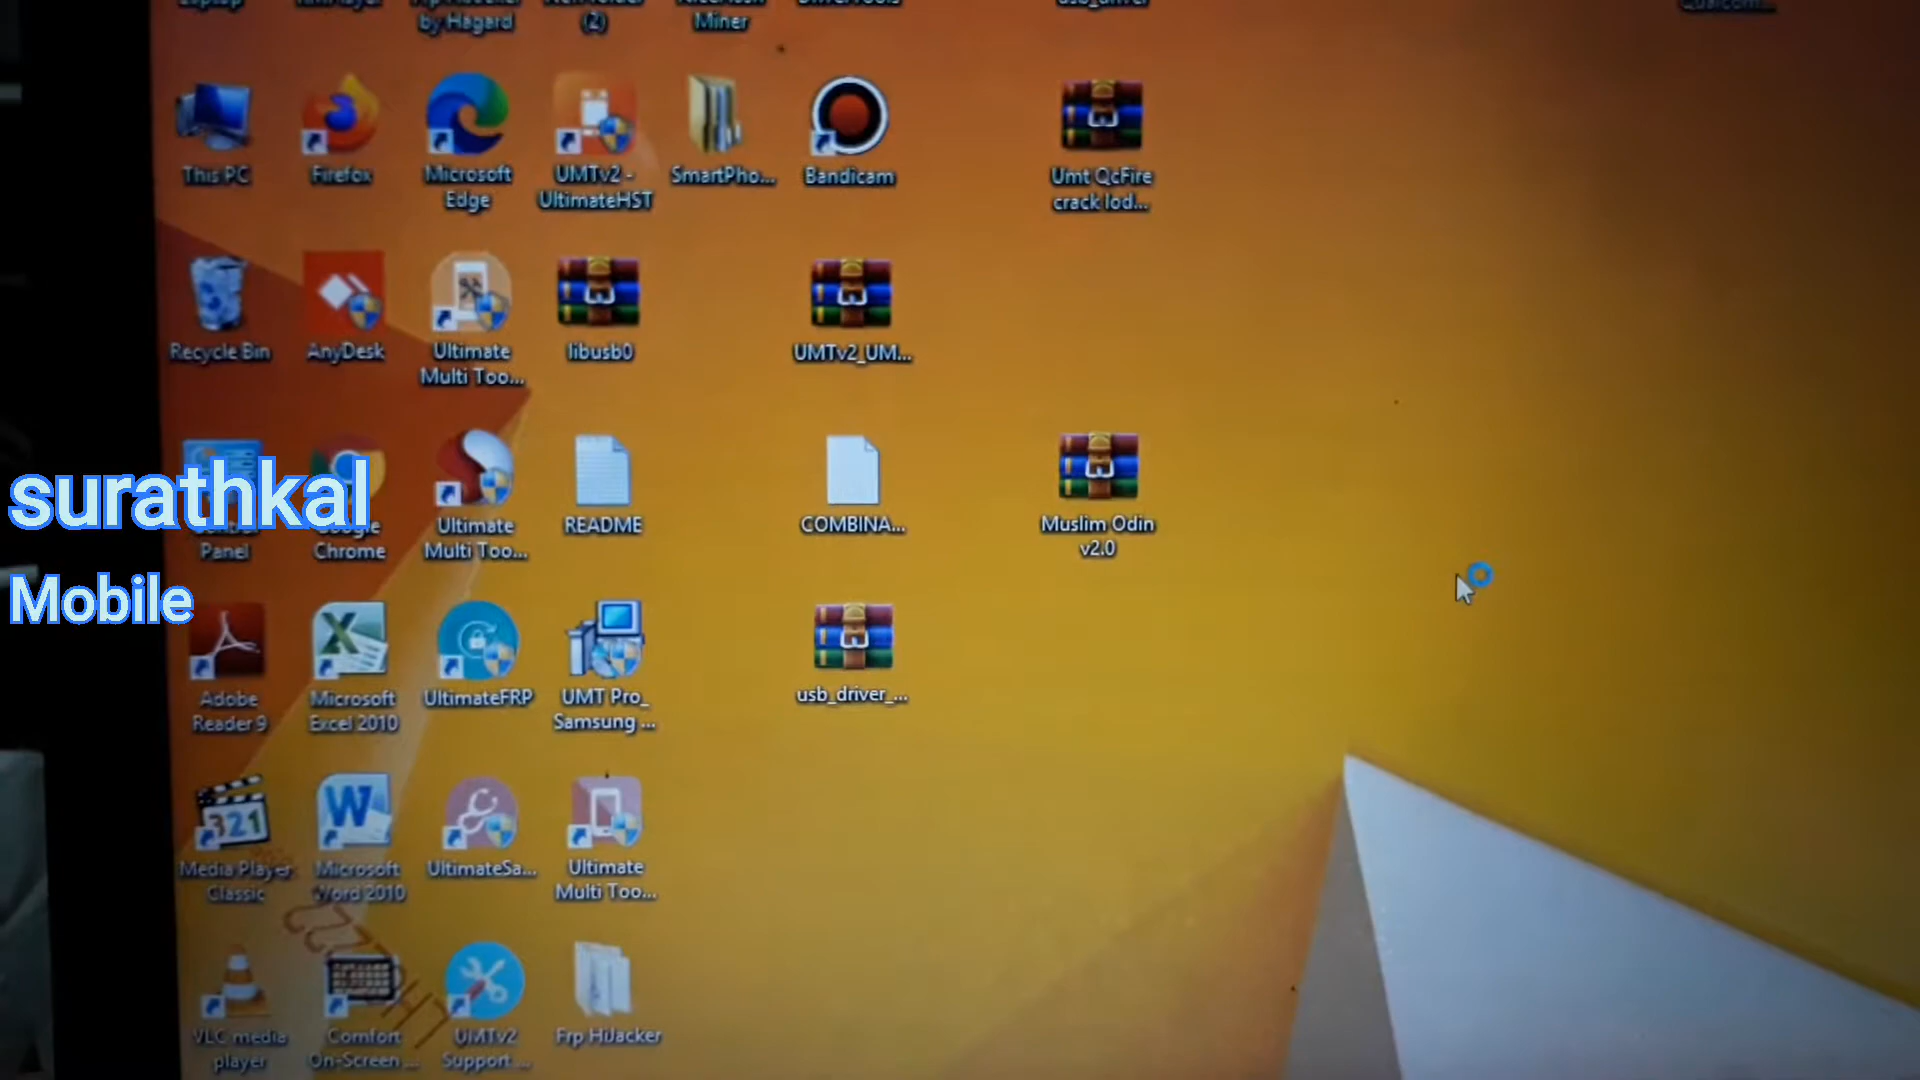 by Hagard
(2)
Miner
This PC
Firefox
Microsoft
Edge
UMTv2 -
UltimateHST
SmartPho...
Bandicam
Umt QcFire
crack lod...
Recycle Bin
AnyDesk
Ultimate
Multi Too...
libusb0
UMTv2_UM...
surathkal
Panel
Google
Chrome
Ultimate
Multi Too...
README
COMBINA...
Muslim Odin
v2.0
Mobile
Adobe
Reader 9
Microsoft
Excel 2010
UltimateFRP
UMT Pro_
Samsung ...
usb_driver_...
Media Player
Classic
Microsoft
Word 2010
UltimateSa...
Ultimate
Multi Too...
VLC media
player
Comfort
On-Screen ...
UMTv2
Support ...
Frp HiJacker